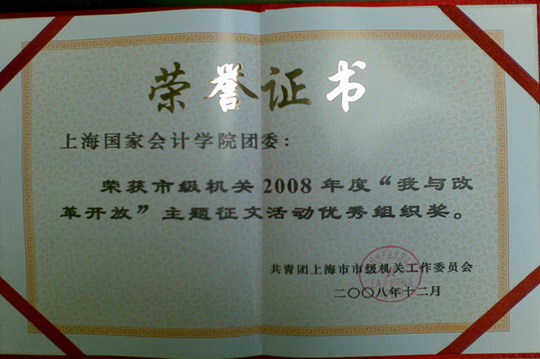 荣誉证书
上海国家会计学院团委：
荣获市级机关2008年度“我与改
革开放”主题征文活动优秀组织奖。
共青团上海市市级机关工作委员会
二〇〇八年十二月